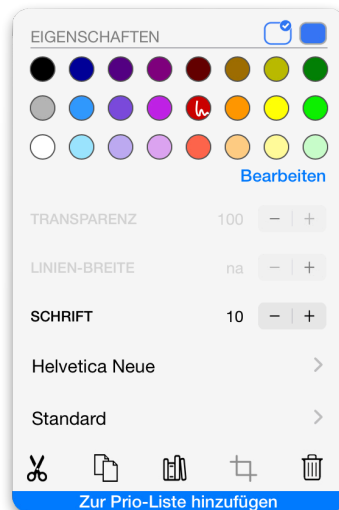 EIGENSCHAFTEN
Bearbeiten
TRANSPARENZ 100 − +
LINIEN-BREITE na − +
SCHRIFT 10 − +
Helvetica Neue
Standard
Zur Prio-Liste hinzufügen